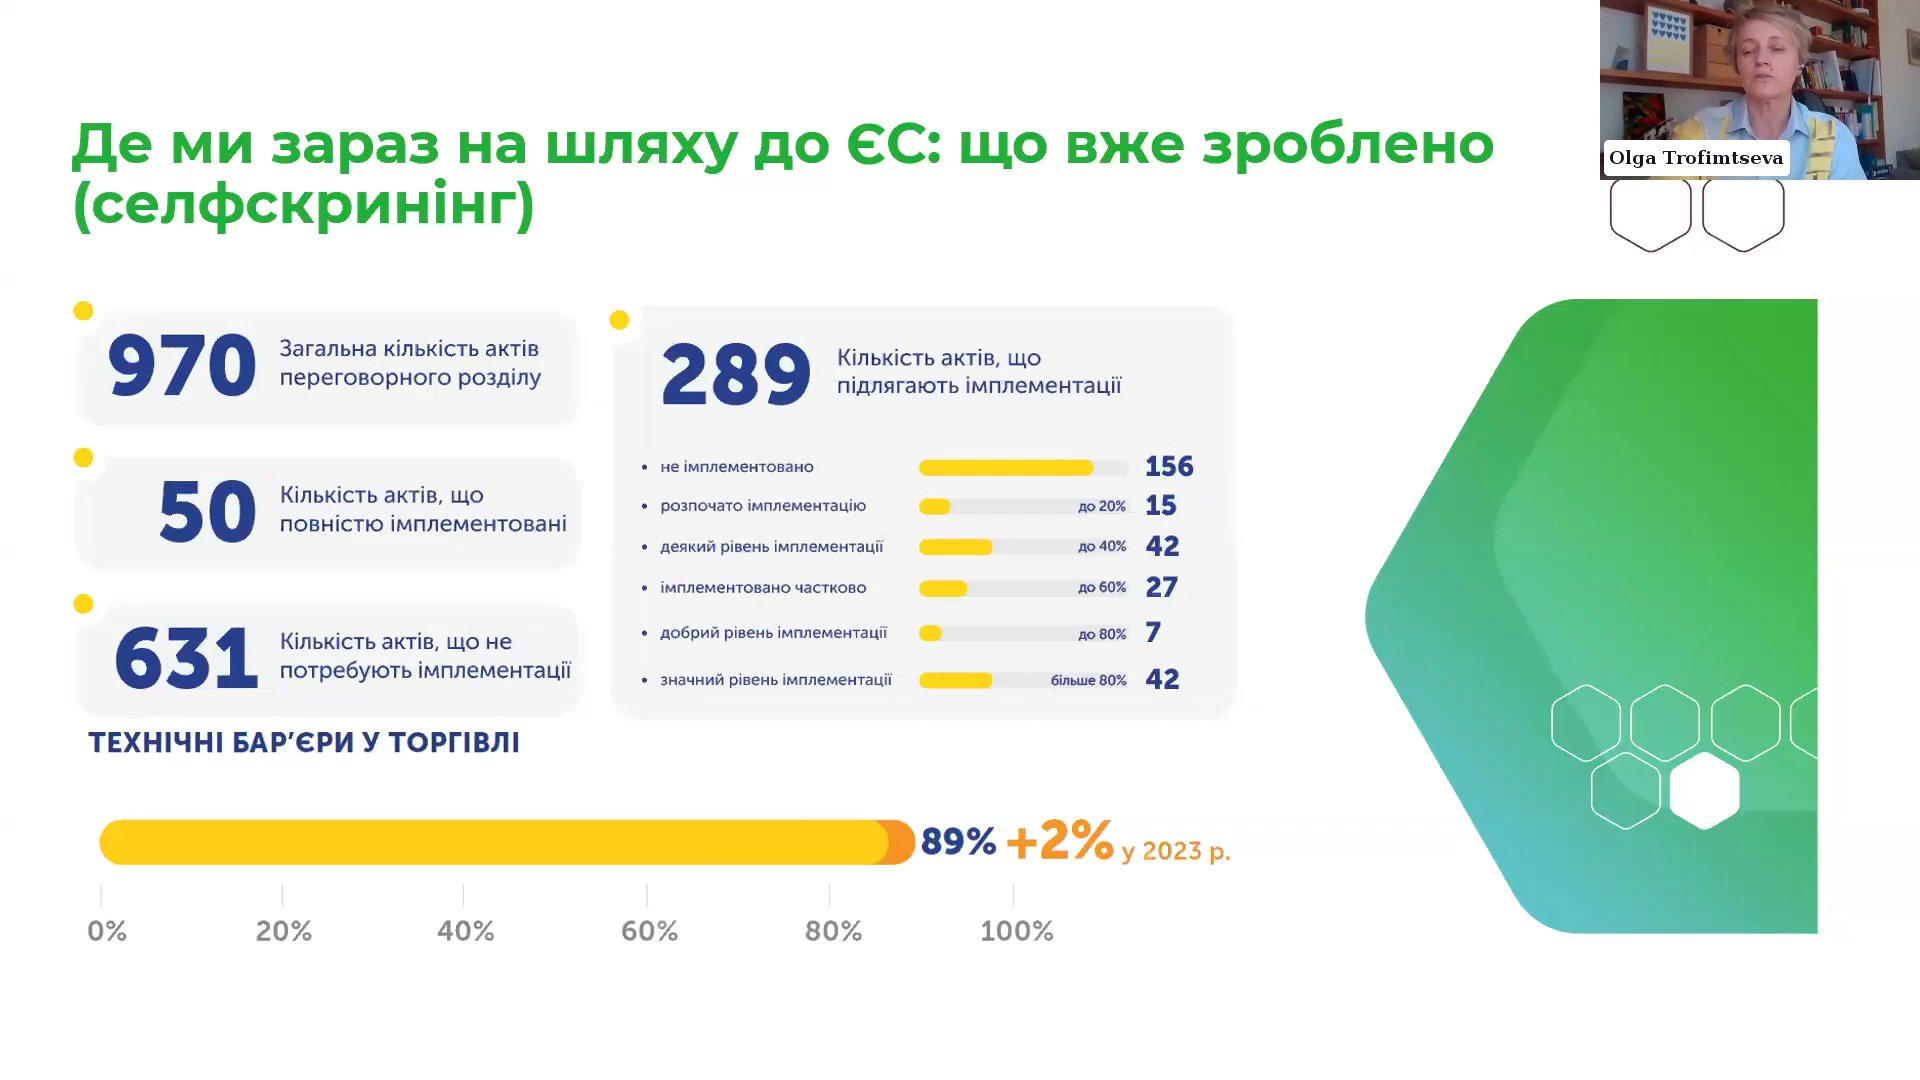 Де ми зараз на шляху до ЄС: що вже зроблено
(селфскринінг)
Olga Trofimtseva
970
Загальна кількість актів
переговорного розділу
50
Кількість актів, що
повністю імплементовані
631
Кількість актів, що не
потребують імплементації
289
Кількість актів, що
підлягають імплементації
• не імплементовано 156
• розпочато імплементацію до 20% 15
• деякий рівень імплементації до 40% 42
• імплементовано частково до 60% 27
• добрий рівень імплементації до 80% 7
• значний рівень імплементації більше 80% 42
ТЕХНІЧНІ БАР’ЄРИ У ТОРГІВЛІ
89% +2% у 2023 р.
0% 20% 40% 60% 80% 100%